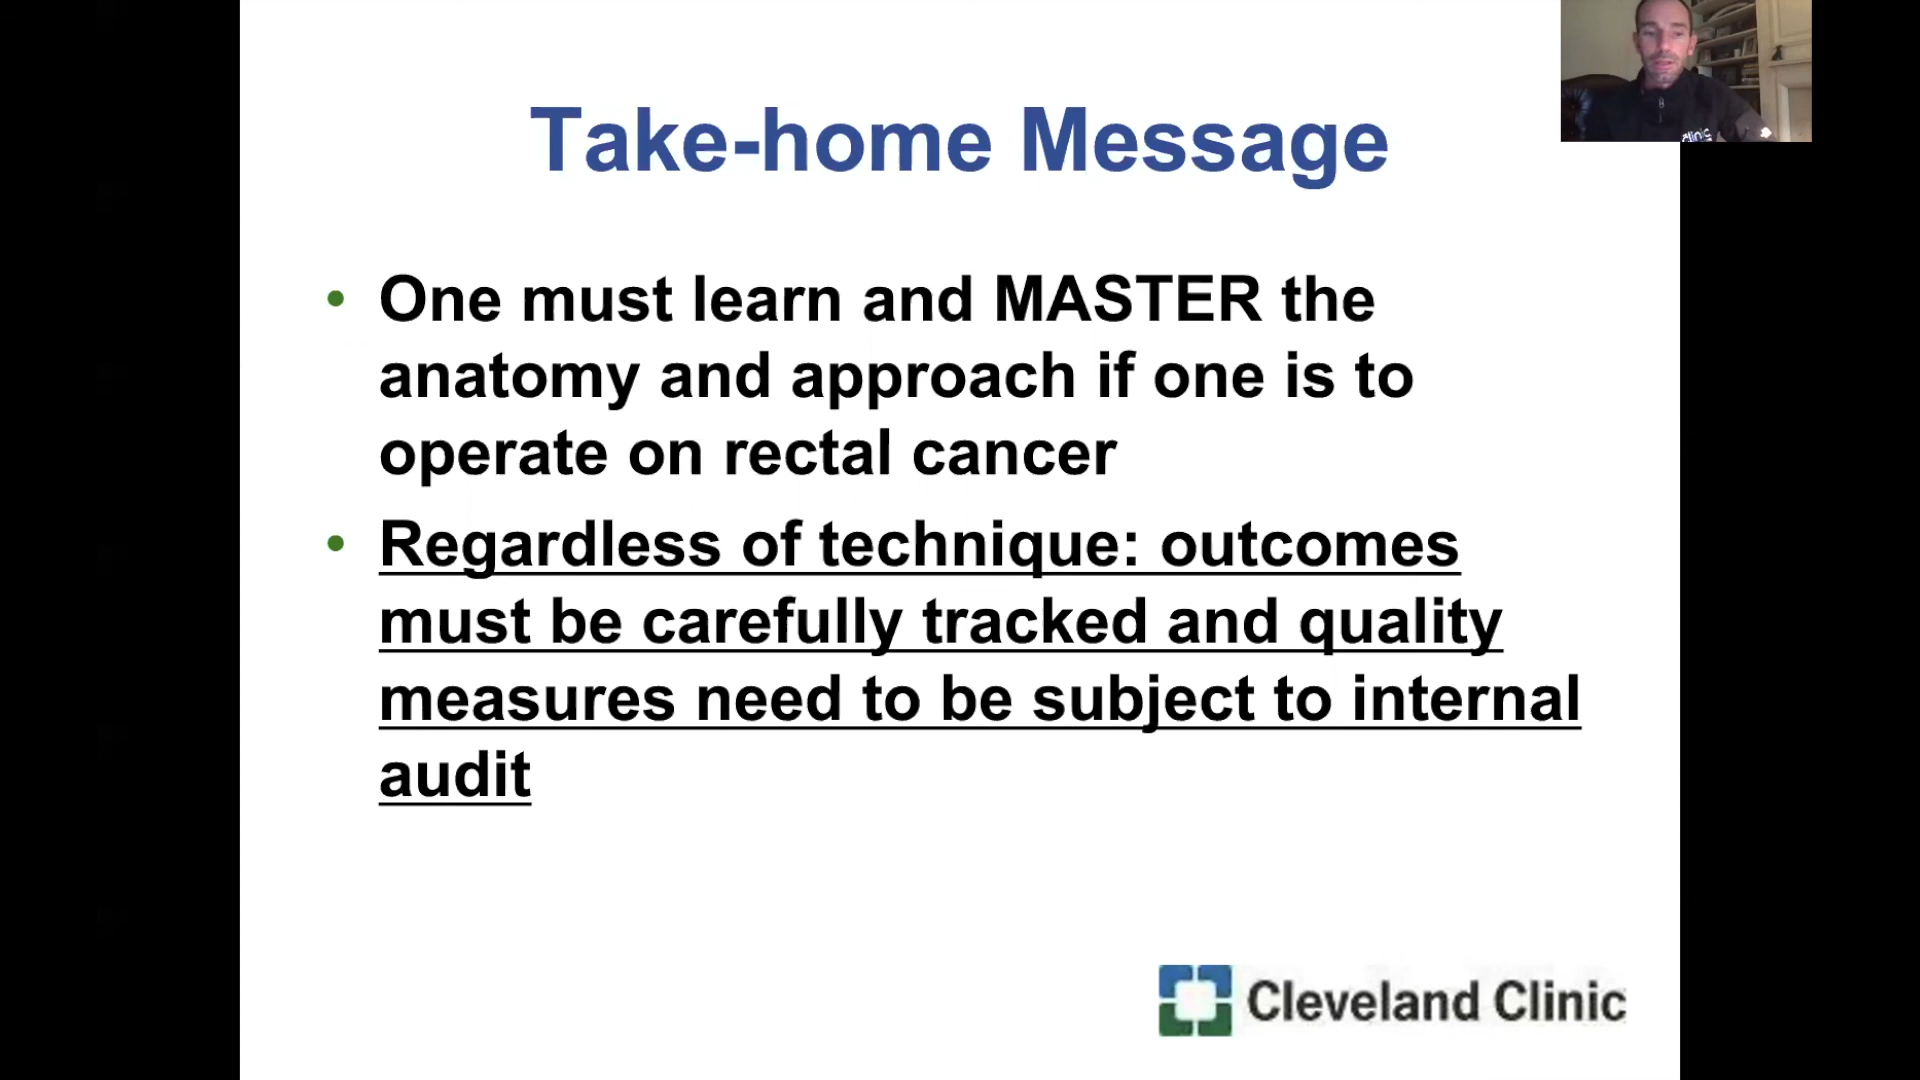 Take-home Message
• One must learn and MASTER the
anatomy and approach if one is to
operate on rectal cancer
• Regardless of technique: outcomes
must be carefully tracked and quality
measures need to be subject to internal
audit
Cleveland Clinic